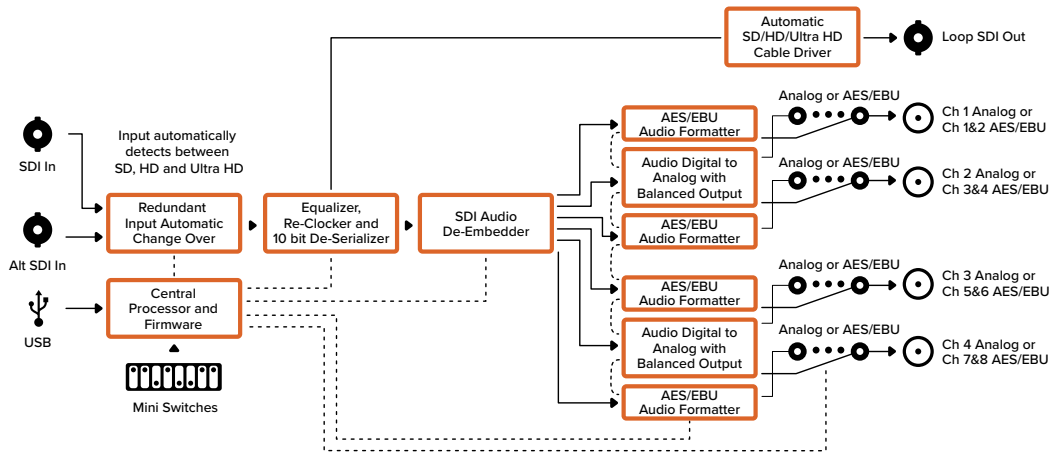 Automatic
SD/HD/Ultra HD
Cable Driver
Loop SDI Out
SDI In
Input automatically
detects between
SD, HD and Ultra HD
Alt SDI In
Redundant
Input Automatic
Change Over
Equalizer,
Re-Clocker and
10 bit De-Serializer
SDI Audio
De-Embedder
USB
Central
Processor and
Firmware
Mini Switches
AES/EBU
Audio Formatter
Audio Digital to
Analog with
Balanced Output
AES/EBU
Audio Formatter
AES/EBU
Audio Formatter
Audio Digital to
Analog with
Balanced Output
AES/EBU
Audio Formatter
Analog or AES/EBU
Ch 1 Analog or
Ch 1&2 AES/EBU
Analog or AES/EBU
Ch 2 Analog or
Ch 3&4 AES/EBU
Analog or AES/EBU
Ch 3 Analog or
Ch 5&6 AES/EBU
Analog or AES/EBU
Ch 4 Analog or
Ch 7&8 AES/EBU